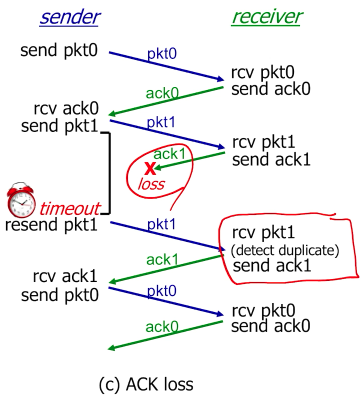 sender receiver
send pkt0
pkt0
rcv pkt0
send ack0
ack0
rcv ack0
send pkt1
pkt1
rcv pkt1
send ack1
ack1
X
loss
timeout
resend pkt1
pkt1
rcv pkt1
(detect duplicate)
send ack1
ack1
rcv ack1
send pkt0
pkt0
rcv pkt0
send ack0
ack0
(c) ACK loss